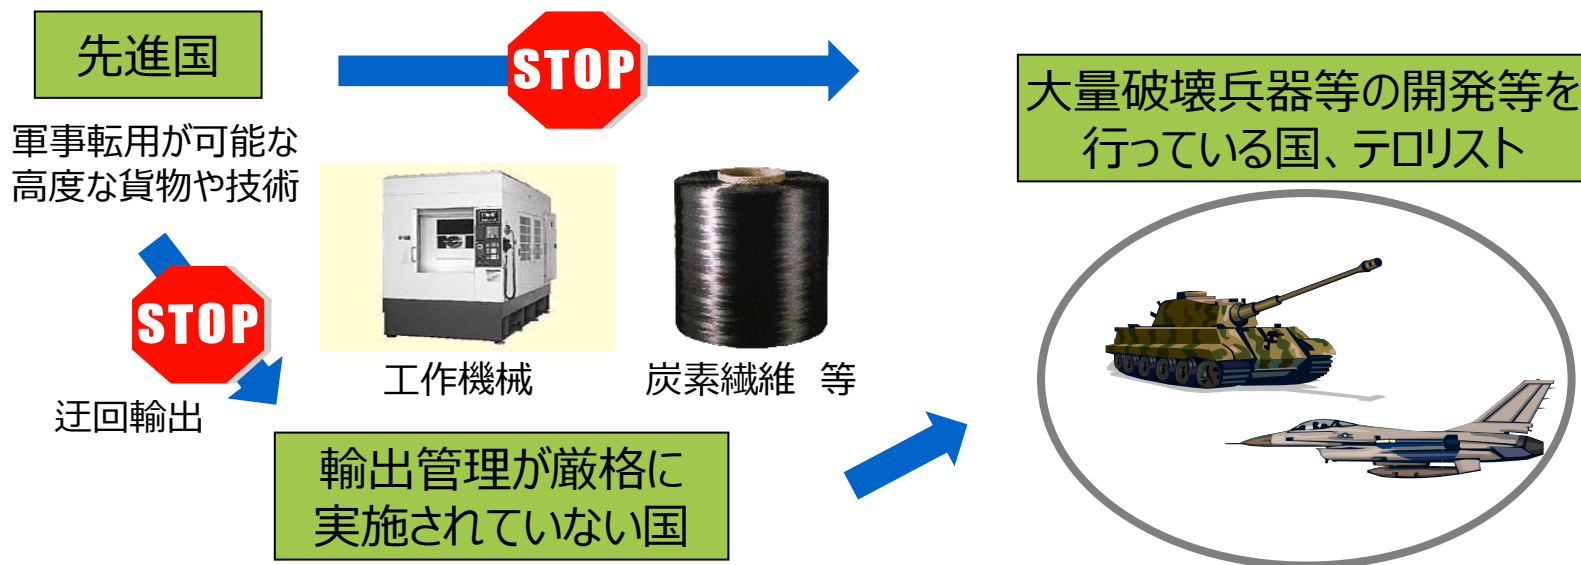 先進国
STOP
軍事転用が可能な
高度な貨物や技術
STOP
迂回輸出
工作機械
炭素繊維 等
輸出管理が厳格に
実施されていない国
大量破壊兵器等の開発等を
行っている国、テロリスト